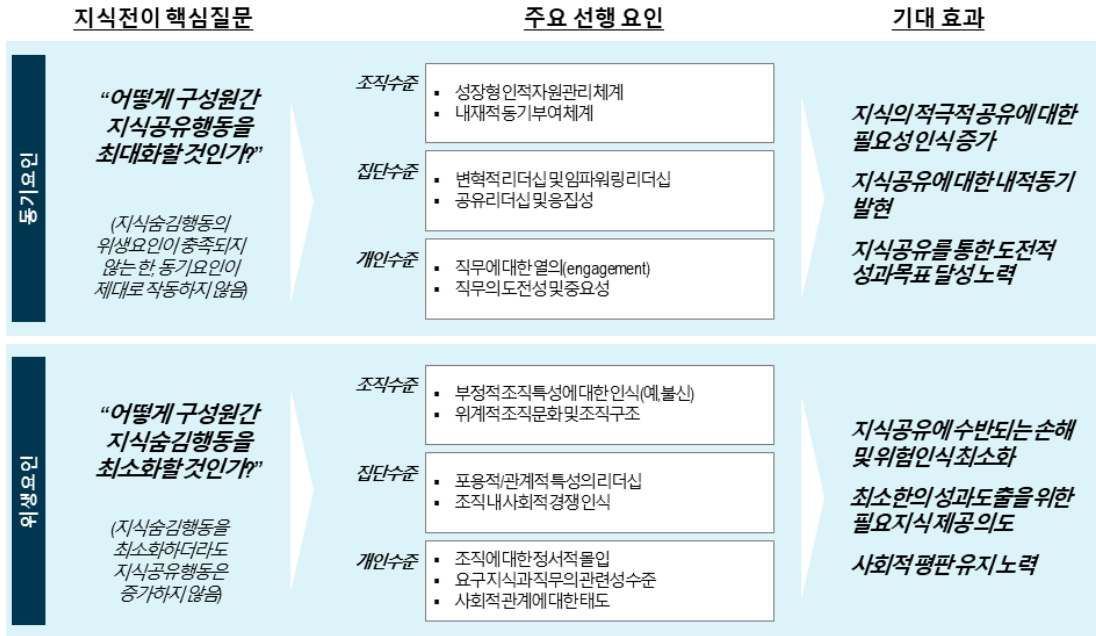 지식전이 핵심질문
주요 선행 요인
기대 효과
동기요인
“어떻게 구성원간
지식공유행동을
최대화할 것인가?”
(지식숨김행동의
위생요인이 충족되지
않는 한, 동기요인이
제대로 작동하지 않음)
조직수준
▪ 성장형 인적자원관리체계
▪ 내재적 동기부여체계
집단수준
▪ 변혁적 리더십 및 임파워링 리더십
▪ 공유리더십 및 응집성
개인수준
▪ 직무에 대한 열의(engagement)
▪ 직무의 도전성 및 중요성
지식의 적극적 공유에 대한
필요성 인식 증가
지식공유에 대한 내적동기
발현
지식공유를 통한 도전적
성과목표 달성 노력
위생요인
“어떻게 구성원간
지식숨김행동을
최소화할 것인가?”
(지식숨김행동을
최소화하더라도
지식공유행동은
증가하지 않음)
조직수준
▪ 부정적 조직특성에 대한 인식(예,불신)
▪ 위계적 조직문화 및 조직구조
집단수준
▪ 포용적/관계적 특성의 리더십
▪ 조직 내 사회적 경쟁 인식
개인수준
▪ 조직에 대한 정서적 몰입
▪ 요구지식과 직무의 관련성 수준
▪ 사회적 관계에 대한 태도
지식공유에 수반되는 손해
및 위험인식 최소화
최소한의 성과도출을 위한
필요지식 제공의도
사회적 평판 유지 노력